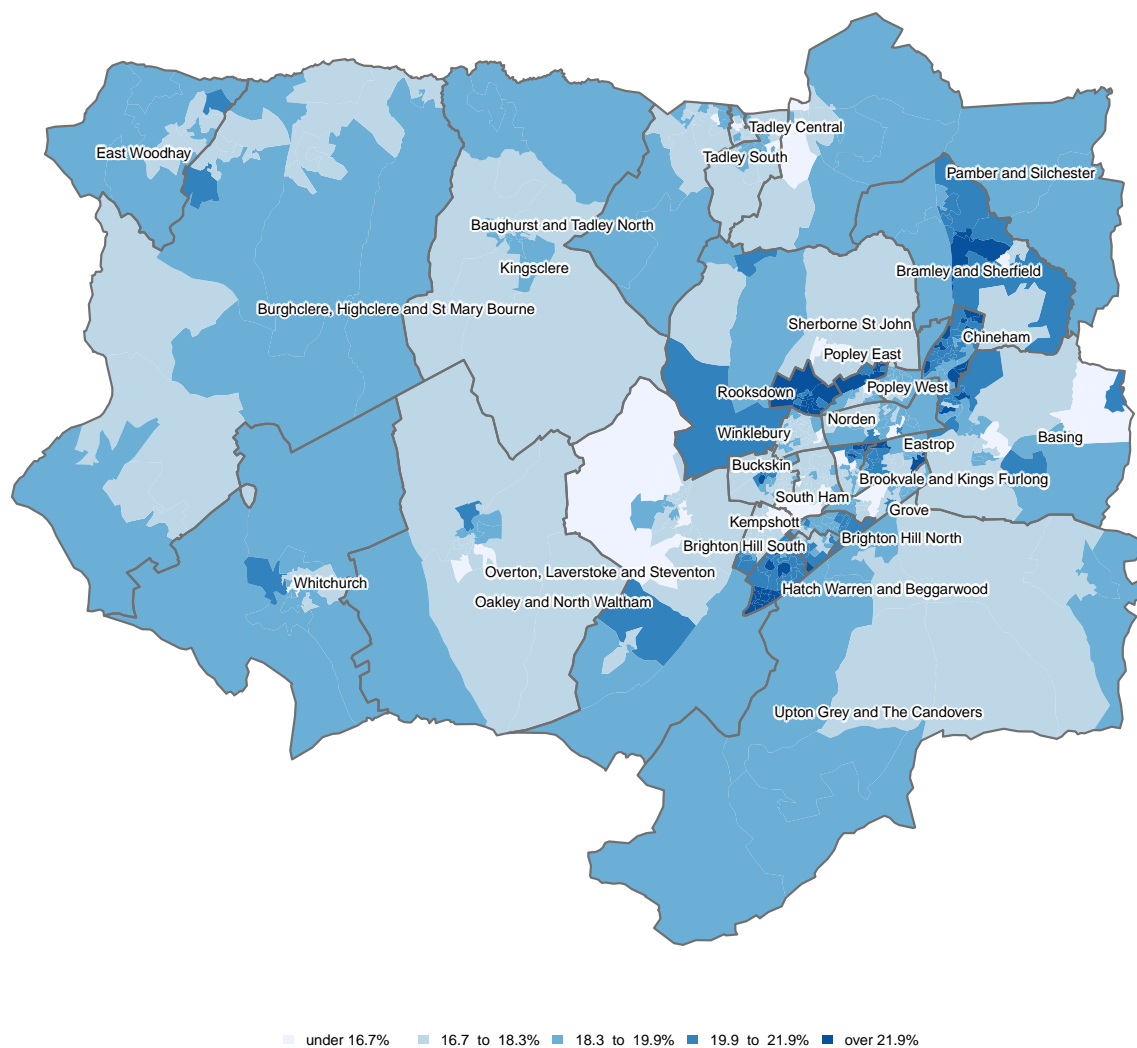 Tadley Central
East Woodhay
Tadley South
Pamber and Silchester
Baughurst and Tadley North
Kingsclere
Bramley and Sherfield
Burghclere, Highclere and St Mary Bourne
Sherborne St John
Chineham
Popley East
Popley West
Rooksdown
Norden
Winklebury
Basing
Eastrop
Buckskin
Brookvale and Kings Furlong
South Ham
Grove
Kempshott
Brighton Hill North
Brighton Hill South
Overton, Laverstoke and Steventon
Whitchurch
Hatch Warren and Beggarwood
Oakley and North Waltham
Upton Grey and The Candovers
under 16.7% 16.7 to 18.3% 18.3 to 19.9% 19.9 to 21.9% over 21.9%